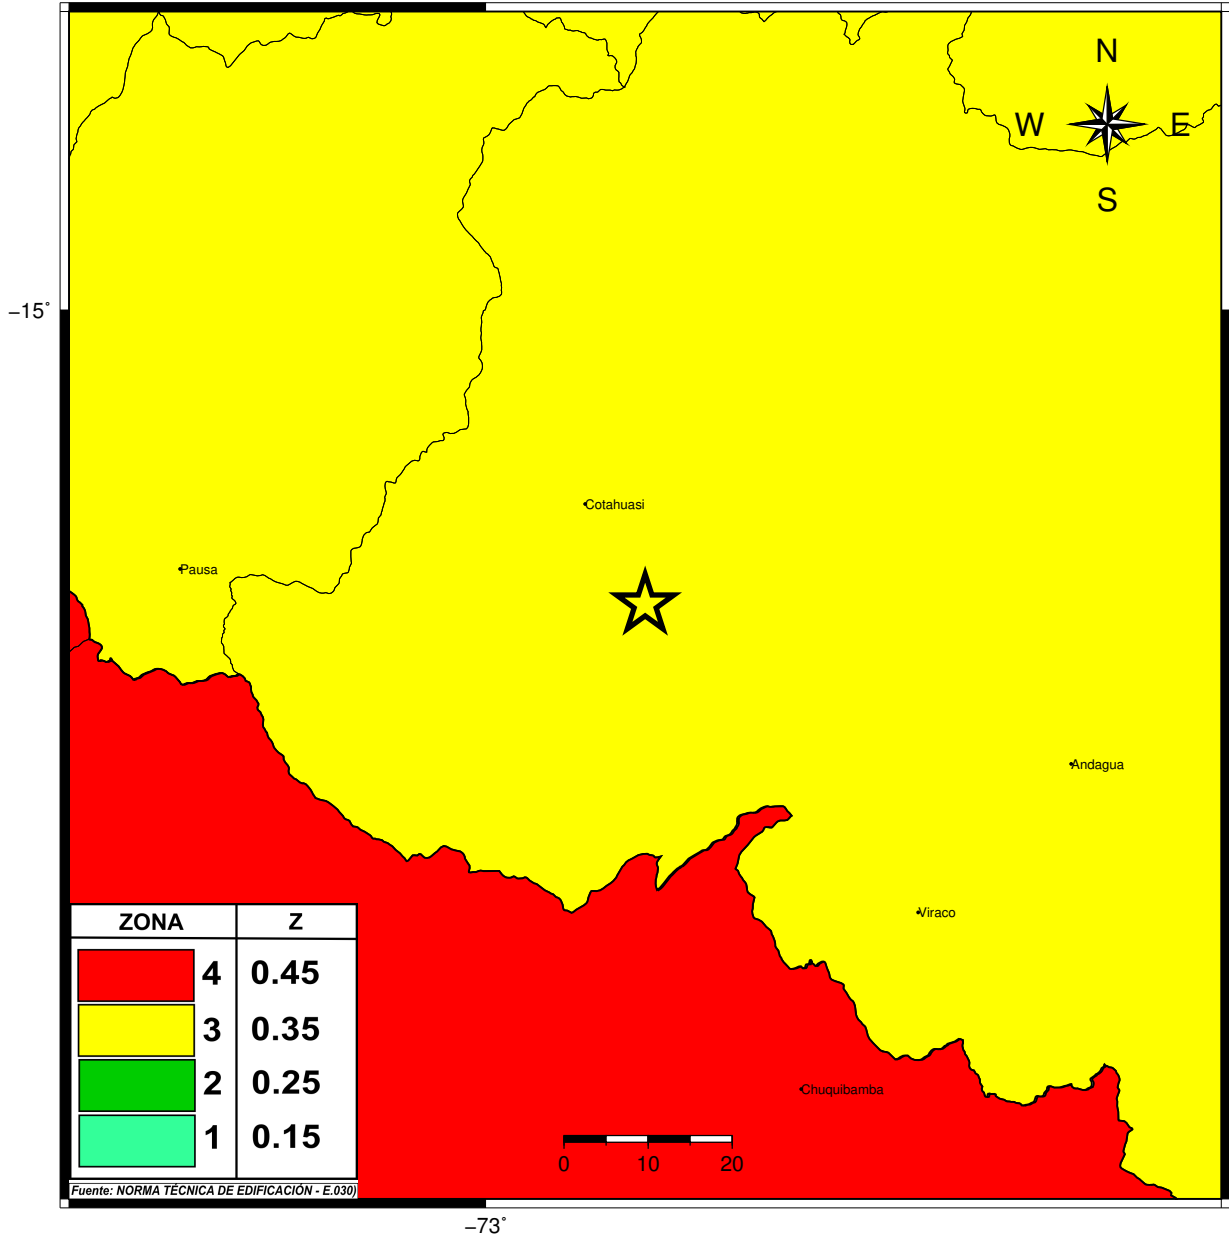 N
W E
S
−15°
Cotahuasi
Pausa
Andagua
Viraco
Chuquibamba
ZONA Z
4 0.45
3 0.35
2 0.25
1 0.15
Fuente: NORMA TÉCNICA DE EDIFICACIÓN - E.030)
0 10 20
−73°